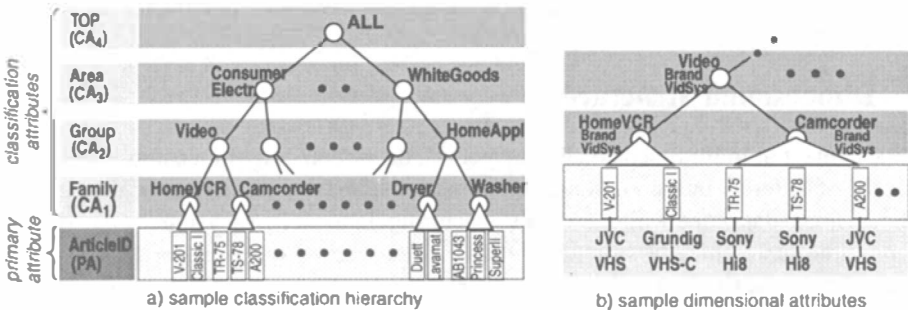 classification attributes
primary attribute
TOP (CA4)
ALL
Area (CA3)
Consumer Electr.
WhiteGoods
Group (CA2)
Video
HomeAppl
Family (CA1)
HomeVCR
Camcorder
Dryer
Washer
ArticleID (PA)
V-201
Classic I
TR-75
TS-78
A200
Duett
Lavamat
AB1043
Princess
SuperII
a) sample classification hierarchy
Video
Brand
VidSys
HomeVCR
Brand
VidSys
Camcorder
Brand
VidSys
V-201
Classic I
TR-75
TS-78
A200
JVC Grundig Sony Sony JVC
VHS VHS-C Hi8 Hi8 VHS
b) sample dimensional attributes